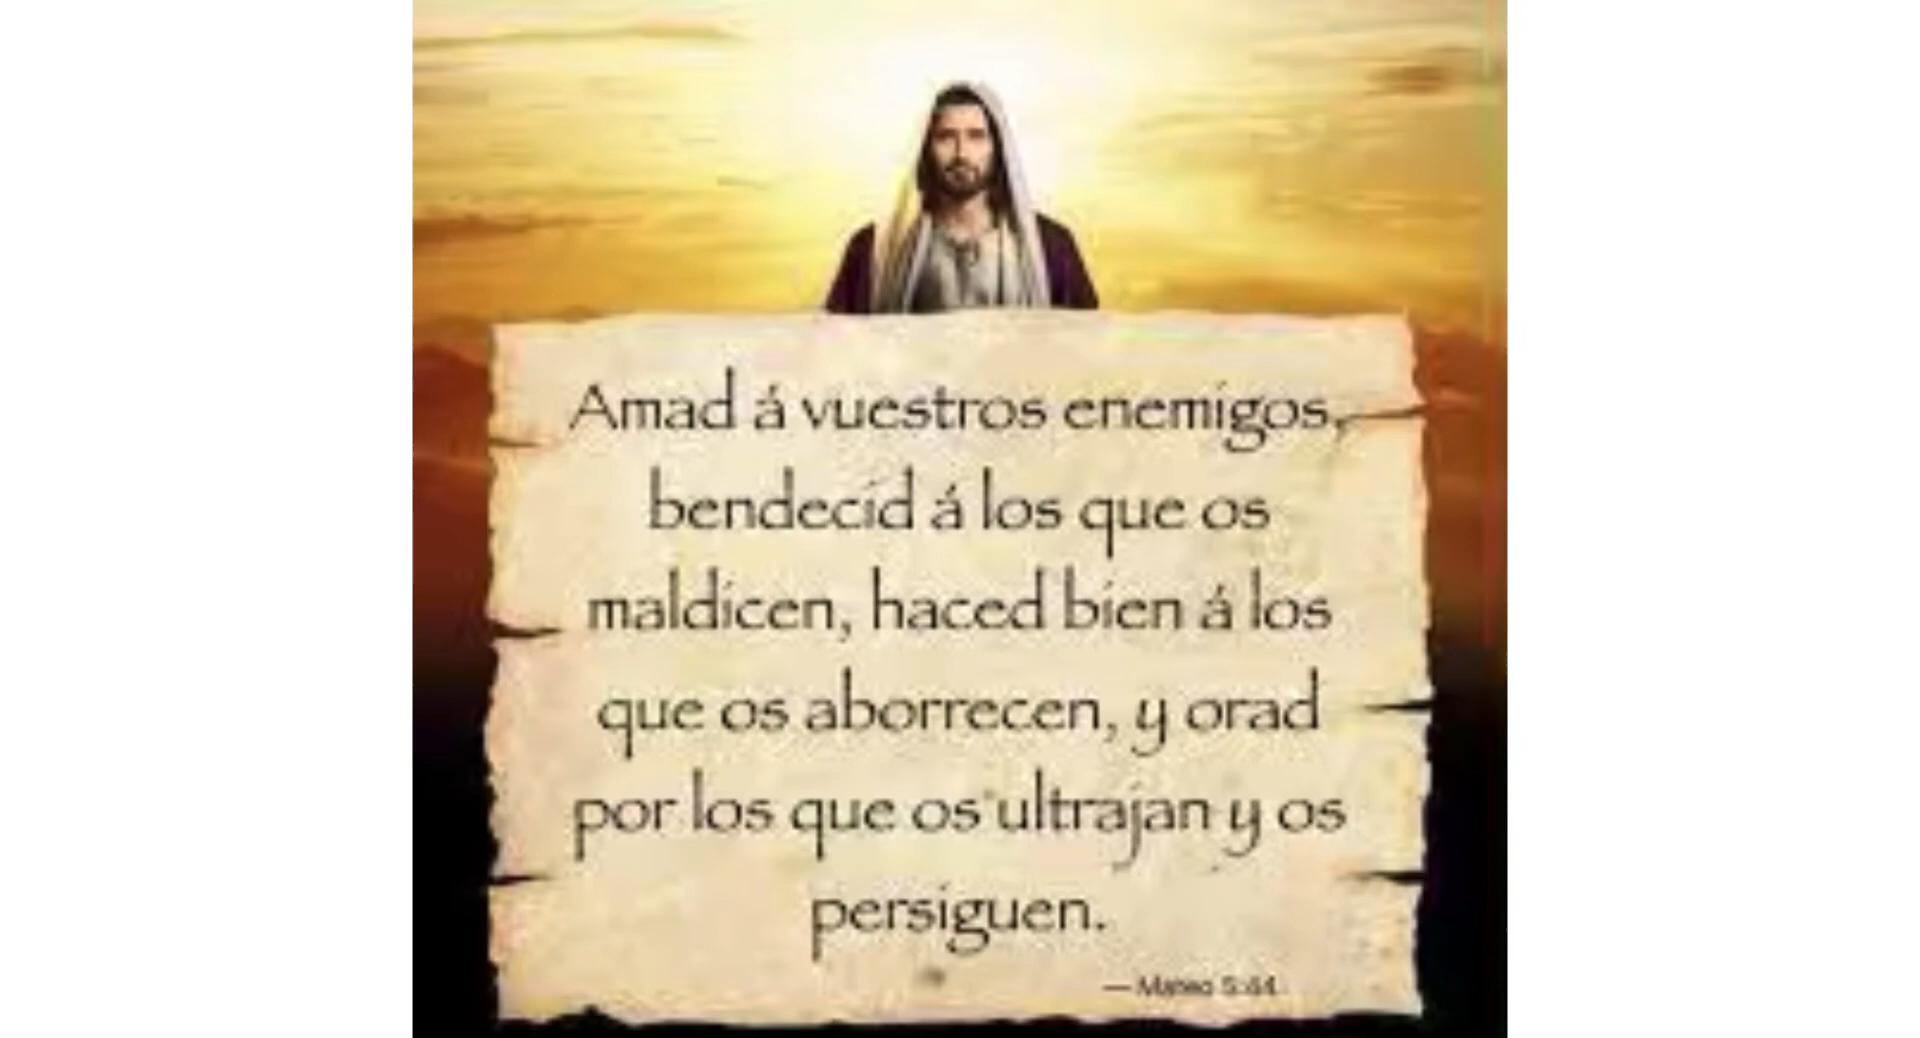 Amad á vuestros enemigos,
bendecid á los que os
maldicen, haced bien á los
que os aborrecen, y orad
por los que os ultrajan y os
persiguen.
— Mateo 5:44